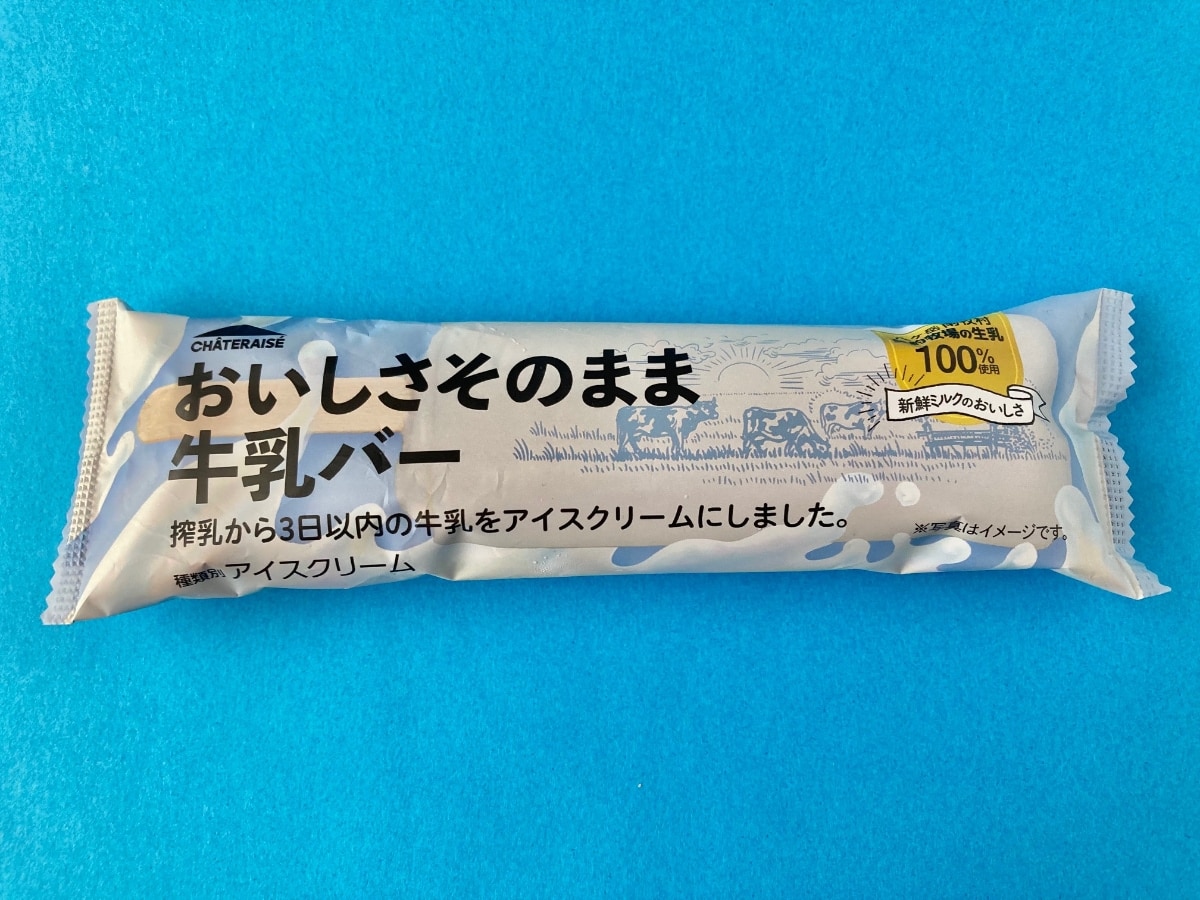 CHÂTERAISÉ
おいしさそのまま
牛乳バー
搾乳から3日以内の牛乳をアイスクリームにしました。
種類別 アイスクリーム
牧場の生乳
100%使用
新鮮ミルクのおいしさ
※写真はイメージです。